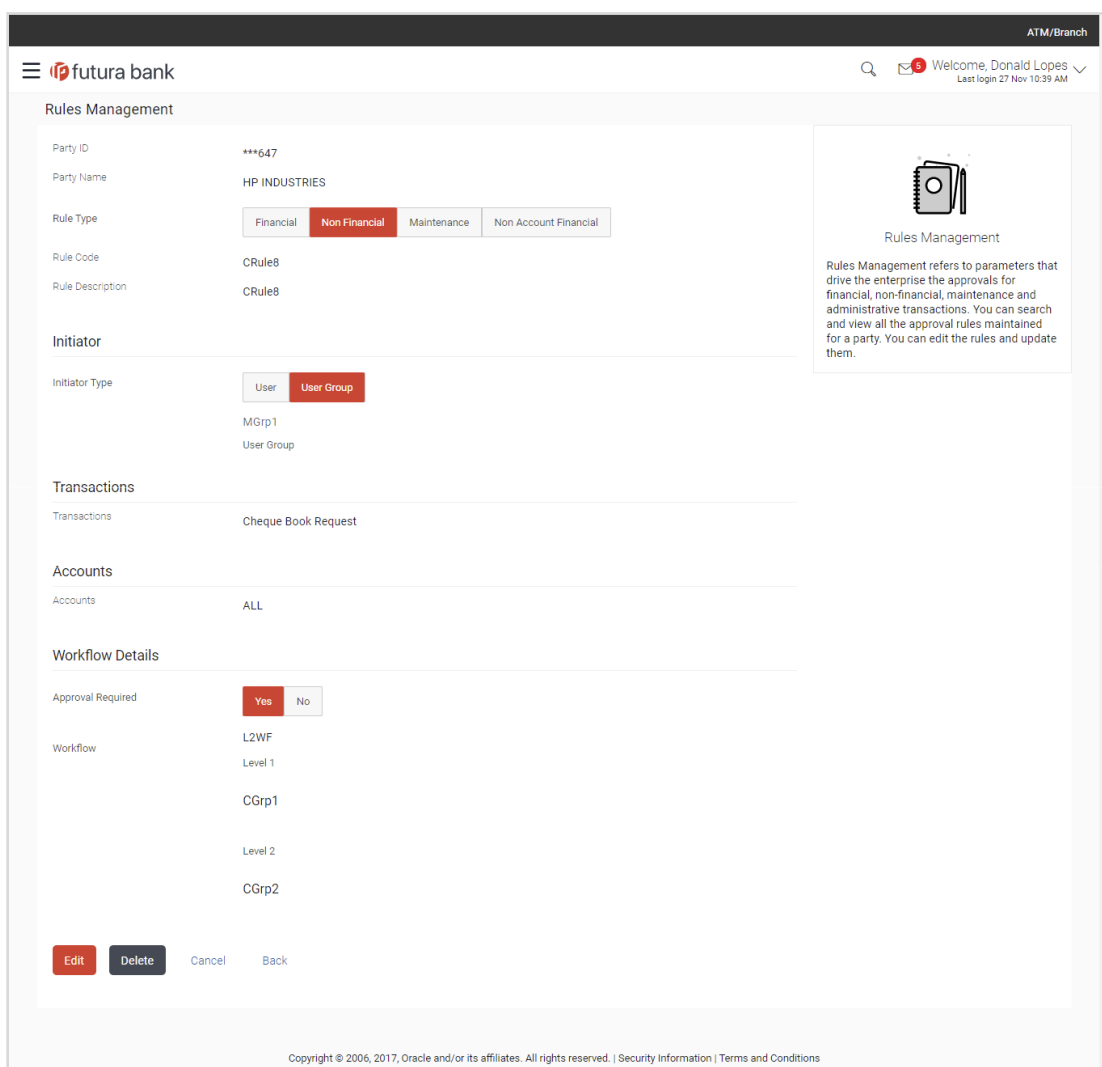 ATM/Branch
futura bank
5
Welcome, Donald Lopes
Last login 27 Nov 10:39 AM
Rules Management
Party ID
***647
Party Name
HP INDUSTRIES
Rule Type
Financial Non Financial Maintenance Non Account Financial
Rule Code
CRule8
Rule Description
CRule8
Initiator
Initiator Type
User User Group
MGrp1
User Group
Transactions
Transactions
Cheque Book Request
Accounts
Accounts
ALL
Workflow Details
Approval Required
Yes No
Workflow
L2WF
Level 1
CGrp1
Level 2
CGrp2
Edit Delete Cancel Back
Rules Management
Rules Management refers to parameters that
drive the enterprise the approvals for
financial, non-financial, maintenance and
administrative transactions. You can search
and view all the approval rules maintained
for a party. You can edit the rules and update
them.
Copyright © 2006, 2017, Oracle and/or its affiliates. All rights reserved. | Security Information | Terms and Conditions